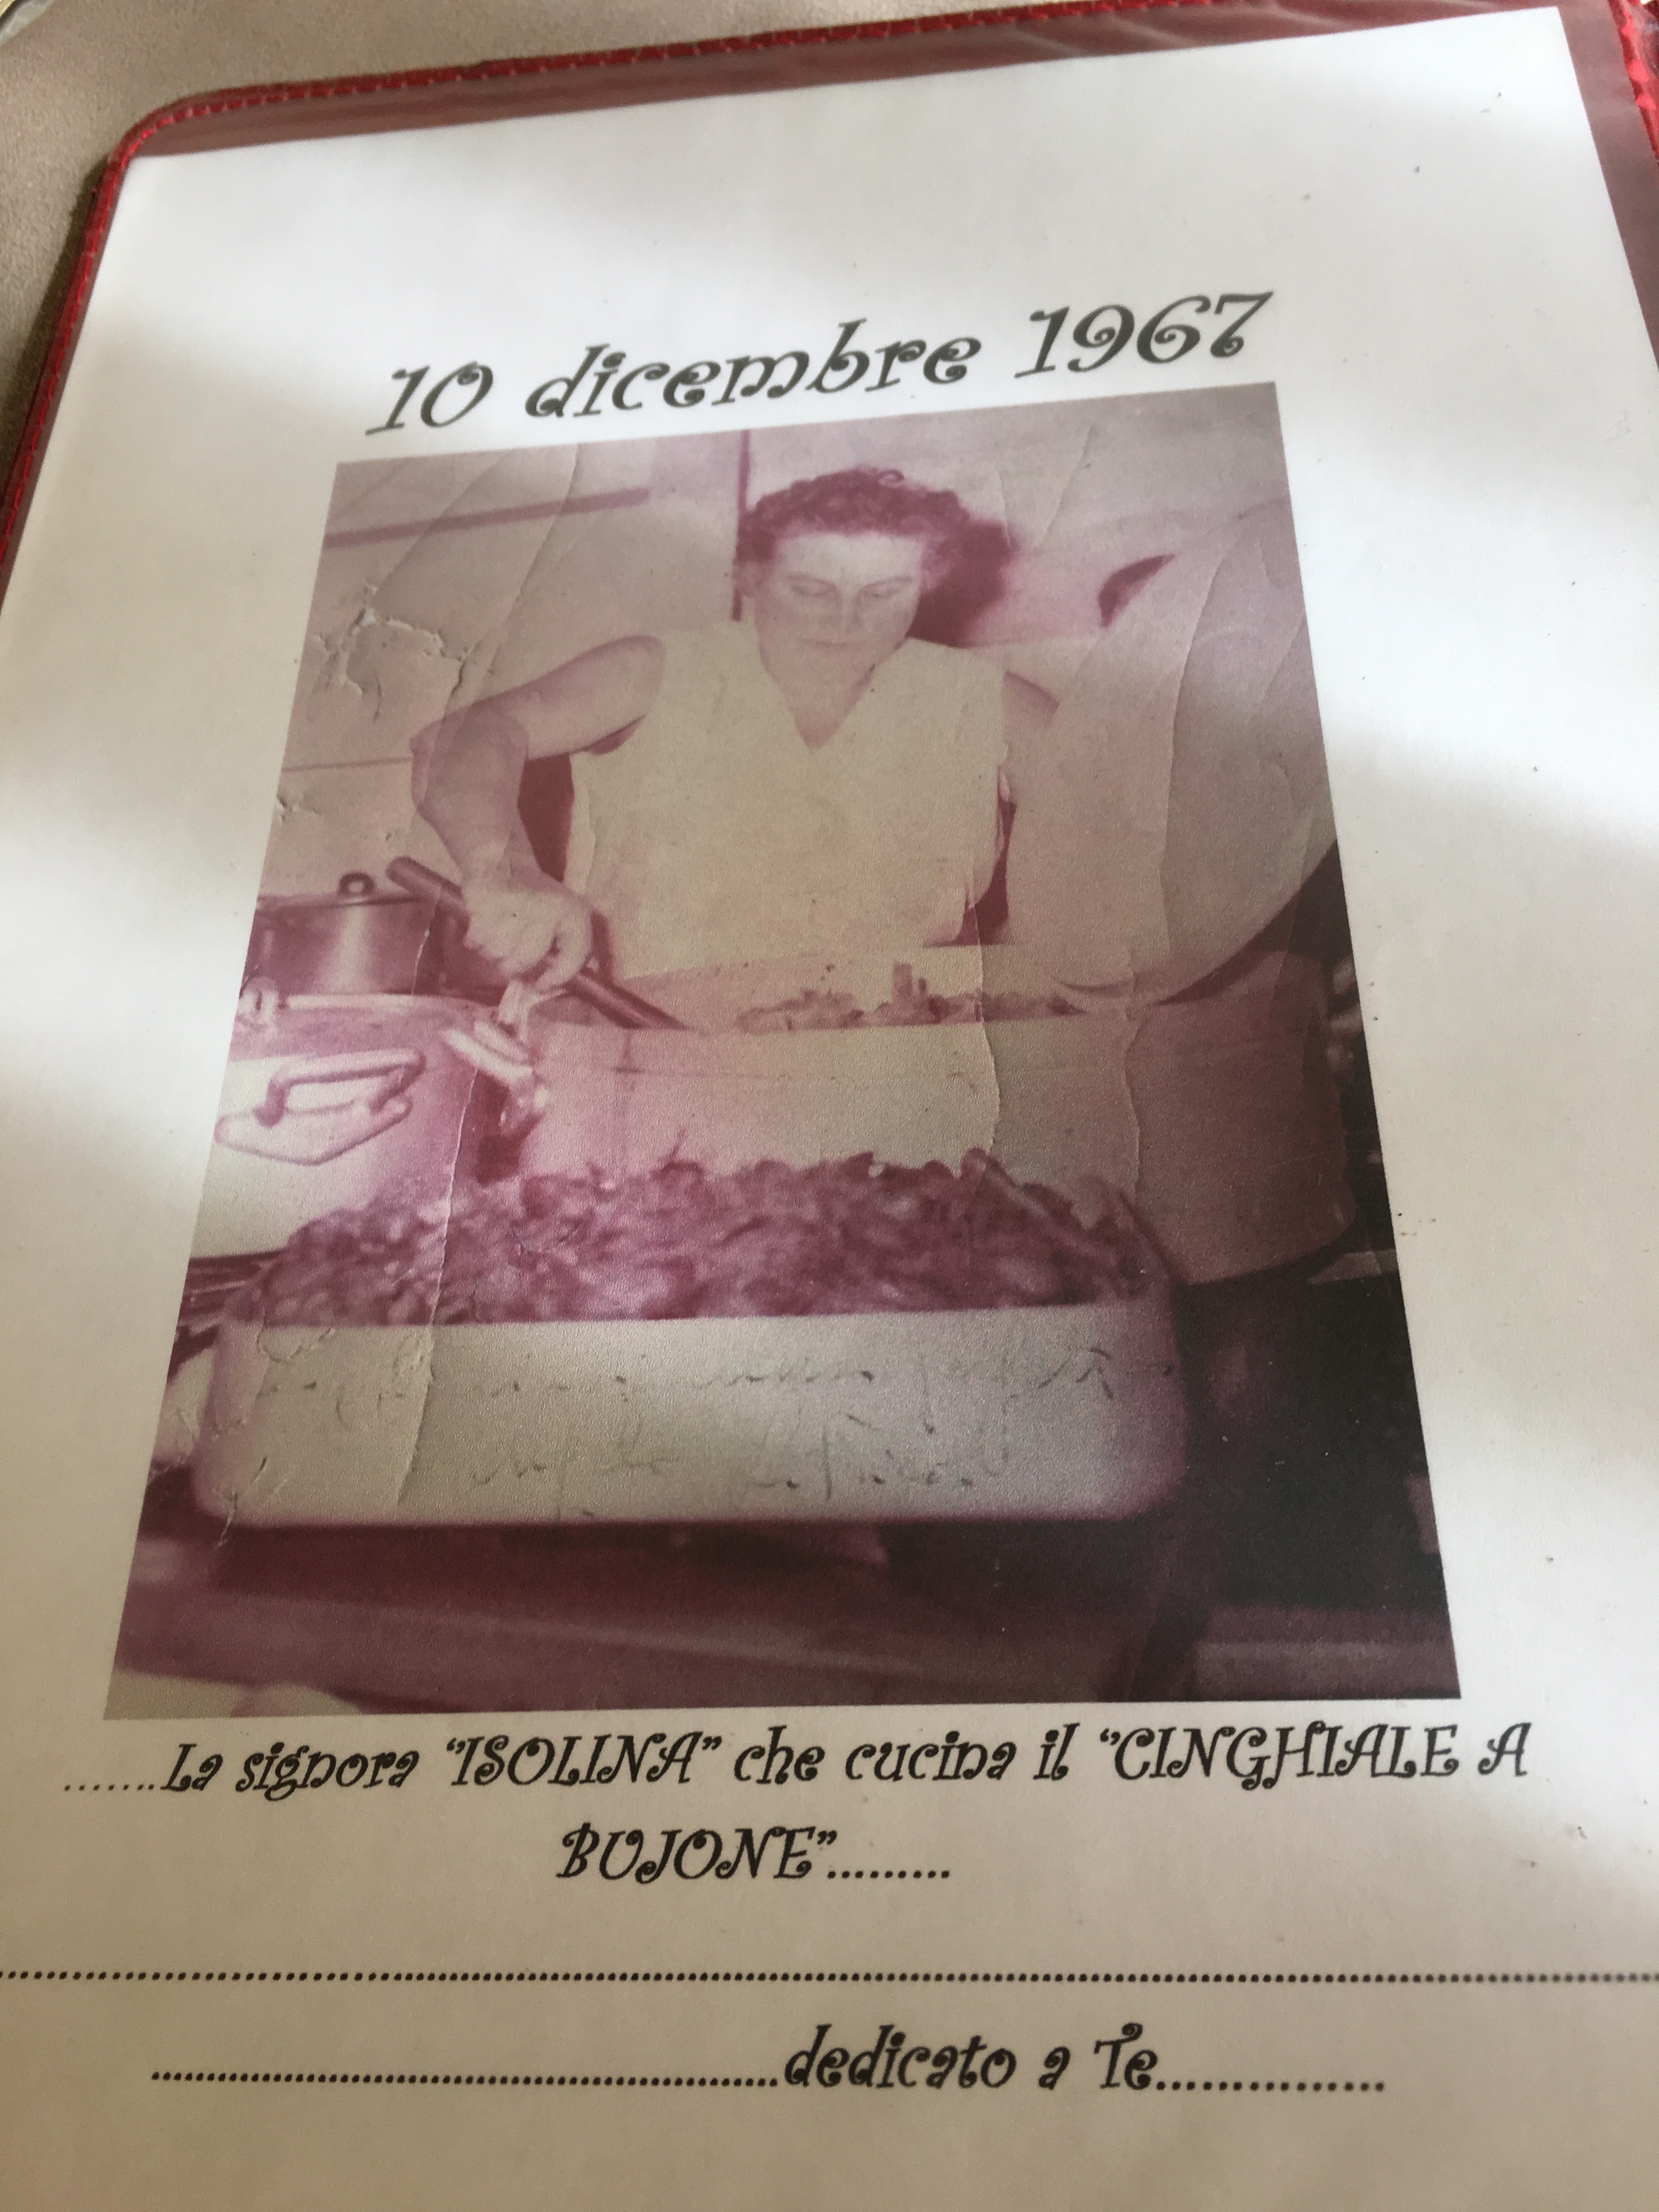 10 dicembre 1967
.......La signora “ISOLINA” che cucina il “CINGHIALE A
BUJONE”.........
dedicato a Te...............